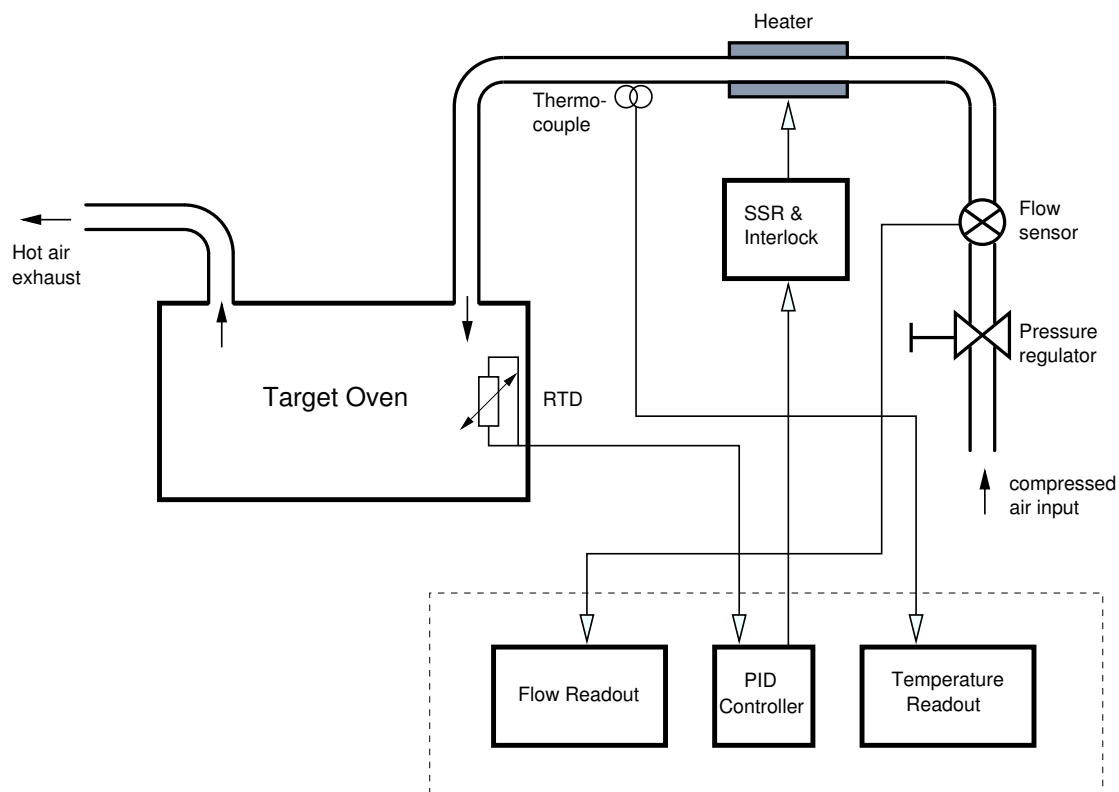 Heater
Thermo-
couple
SSR &
Interlock
Flow
sensor
Hot air
exhaust
Pressure
regulator
Target Oven
RTD
compressed
air input
Flow Readout
PID
Controller
Temperature
Readout